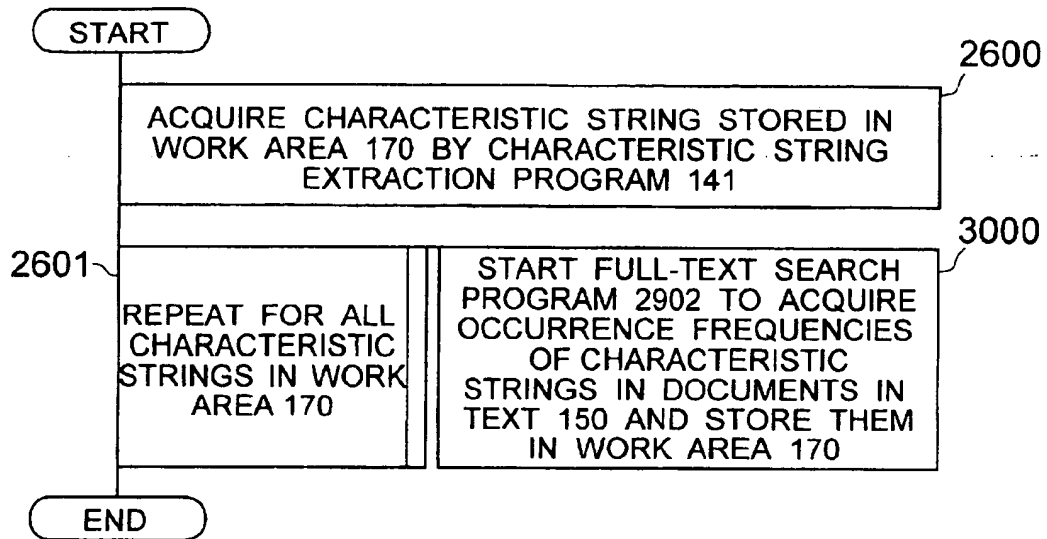 START
2600
ACQUIRE CHARACTERISTIC STRING STORED IN
WORK AREA 170 BY CHARACTERISTIC STRING
EXTRACTION PROGRAM 141
2601
REPEAT FOR ALL
CHARACTERISTIC
STRINGS IN WORK
AREA 170
3000
START FULL-TEXT SEARCH
PROGRAM 2902 TO ACQUIRE
OCCURRENCE FREQUENCIES
OF CHARACTERISTIC
STRINGS IN DOCUMENTS IN
TEXT 150 AND STORE THEM
IN WORK AREA 170
END